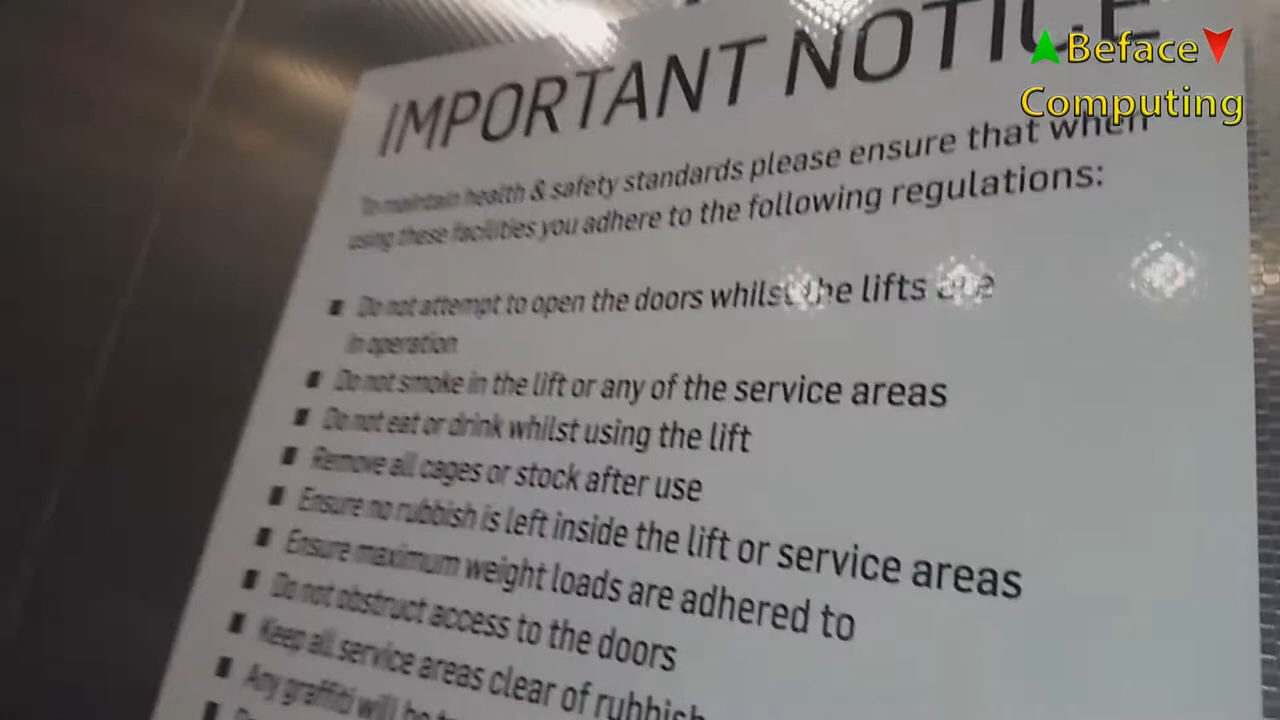 IMPORTANT NOTICE
Beface
Computing
To maintain health & safety standards please ensure that when
using these facilities you adhere to the following regulations:
Do not attempt to open the doors whilst the lifts are
in operation
Do not smoke in the lift or any of the service areas
Do not eat or drink whilst using the lift
Remove all cages or stock after use
Ensure no rubbish is left inside the lift or service areas
Ensure maximum weight loads are adhered to
Do not obstruct access to the doors
Keep all service areas clear of rubbish
Any graffiti will be